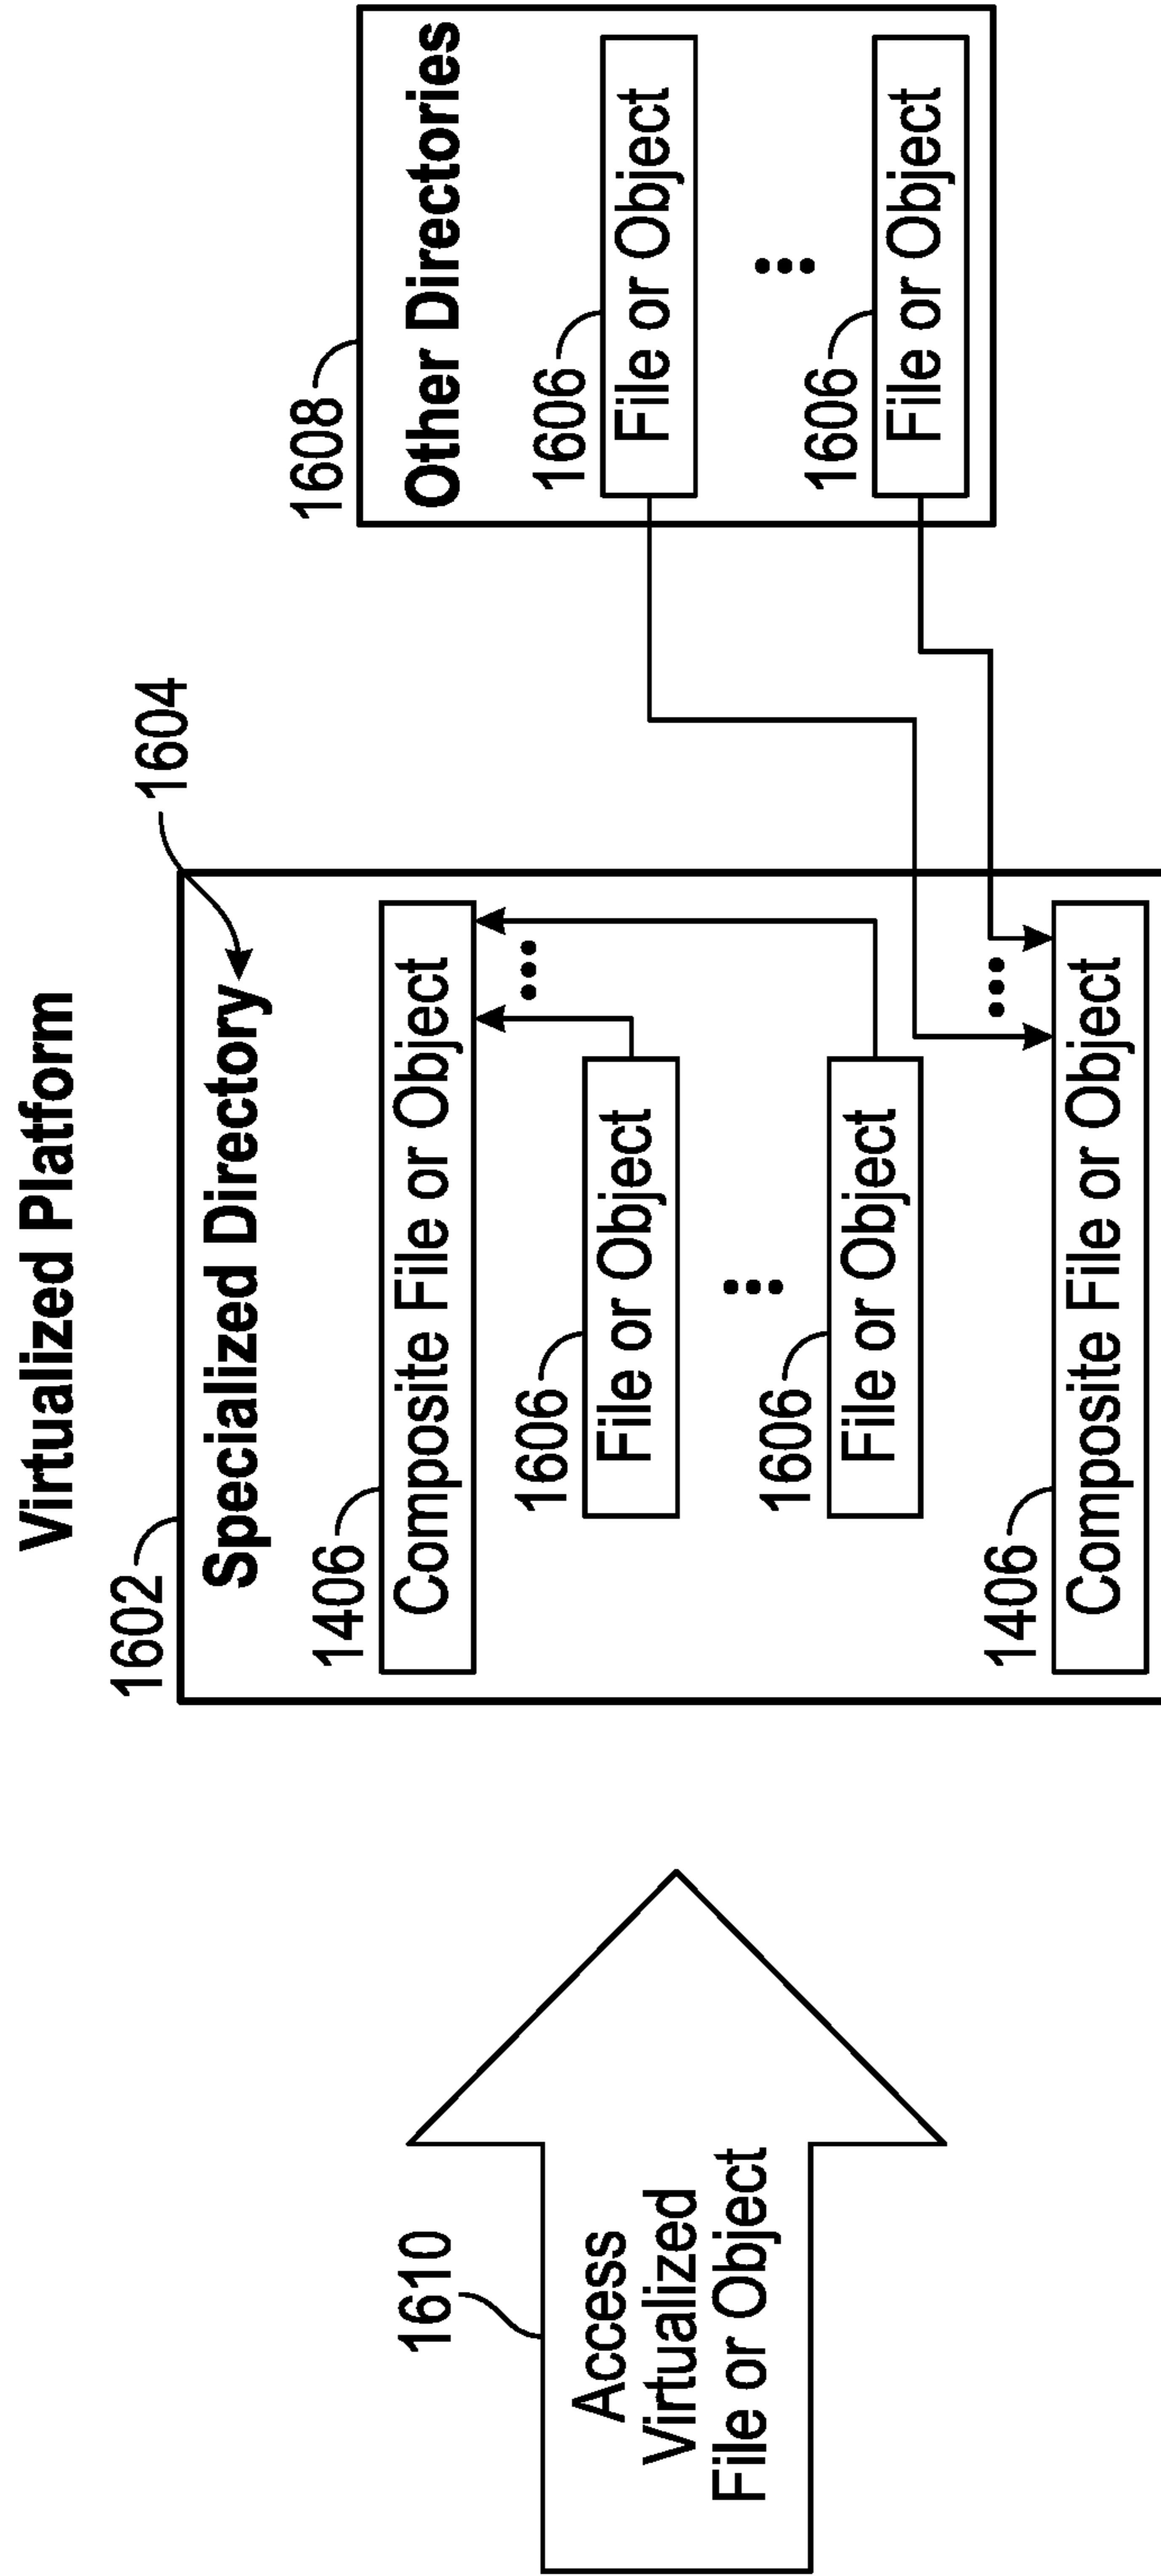 Virtualized Platform
1602
1604
Specialized Directory
1406
Composite File or Object
1606
File or Object
1606
File or Object
1406
Composite File or Object
1608
Other Directories
1606
File or Object
1606
File or Object
1610
Access
Virtualized
File or Object